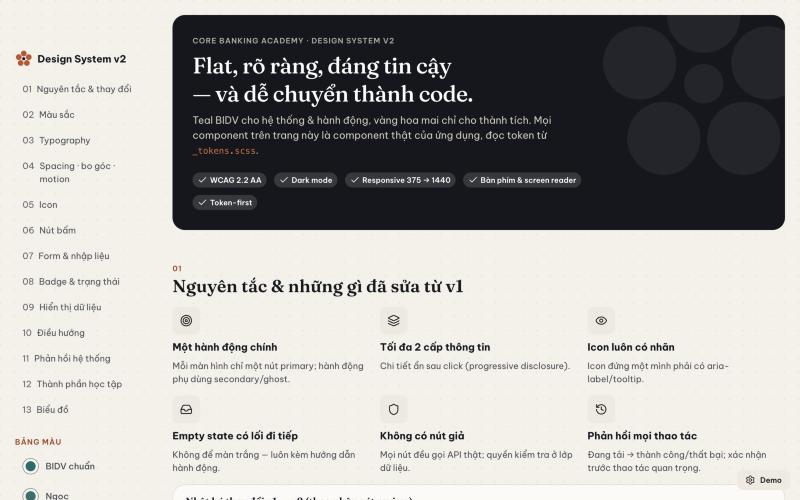 Design System v2
01 Nguyên tắc & thay đổi
02 Màu sắc
03 Typography
04 Spacing · bo góc ·
motion
05 Icon
06 Nút bấm
07 Form & nhập liệu
08 Badge & trạng thái
09 Hiển thị dữ liệu
10 Điều hướng
11 Phản hồi hệ thống
12 Thành phần học tập
13 Biểu đồ
BẢNG MÀU
BIDV chuẩn
Ngọc
CORE BANKING ACADEMY · DESIGN SYSTEM V2
Flat, rõ ràng, đáng tin cậy
— và dễ chuyển thành code.
Teal BIDV cho hệ thống & hành động, vàng hoa mai chỉ cho thành tích. Mọi
component trên trang này là component thật của ứng dụng, đọc token từ
_tokens.scss.
WCAG 2.2 AA
Dark mode
Responsive 375 → 1440
Bàn phím & screen reader
Token-first
01
Nguyên tắc & những gì đã sửa từ v1
Một hành động chính
Mỗi màn hình chỉ một nút primary; hành động
phụ dùng secondary/ghost.
Tối đa 2 cấp thông tin
Chi tiết ẩn sau click (progressive disclosure).
Icon luôn có nhãn
Icon đứng một mình phải có aria-
label/tooltip.
Empty state có lối đi tiếp
Không để màn trắng — luôn kèm hướng dẫn
hành động.
Không có nút giả
Mọi nút đều gọi API thật; quyền kiểm tra ở lớp
dữ liệu.
Phản hồi mọi thao tác
Đang tải → thành công/thất bại; xác nhận
trước thao tác quan trọng.
Demo